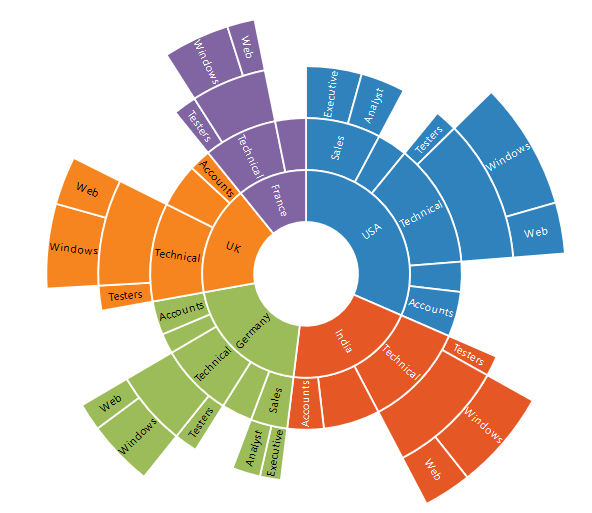 USA
Sales
Executive
Analyst
Technical
Testers
Windows
Web
Accounts
India
Technical
Testers
Windows
Web
Accounts
Germany
Sales
Executive
Analyst
Technical
Testers
Windows
Web
Accounts
UK
Technical
Testers
Windows
Web
Accounts
France
Technical
Testers
Windows
Web